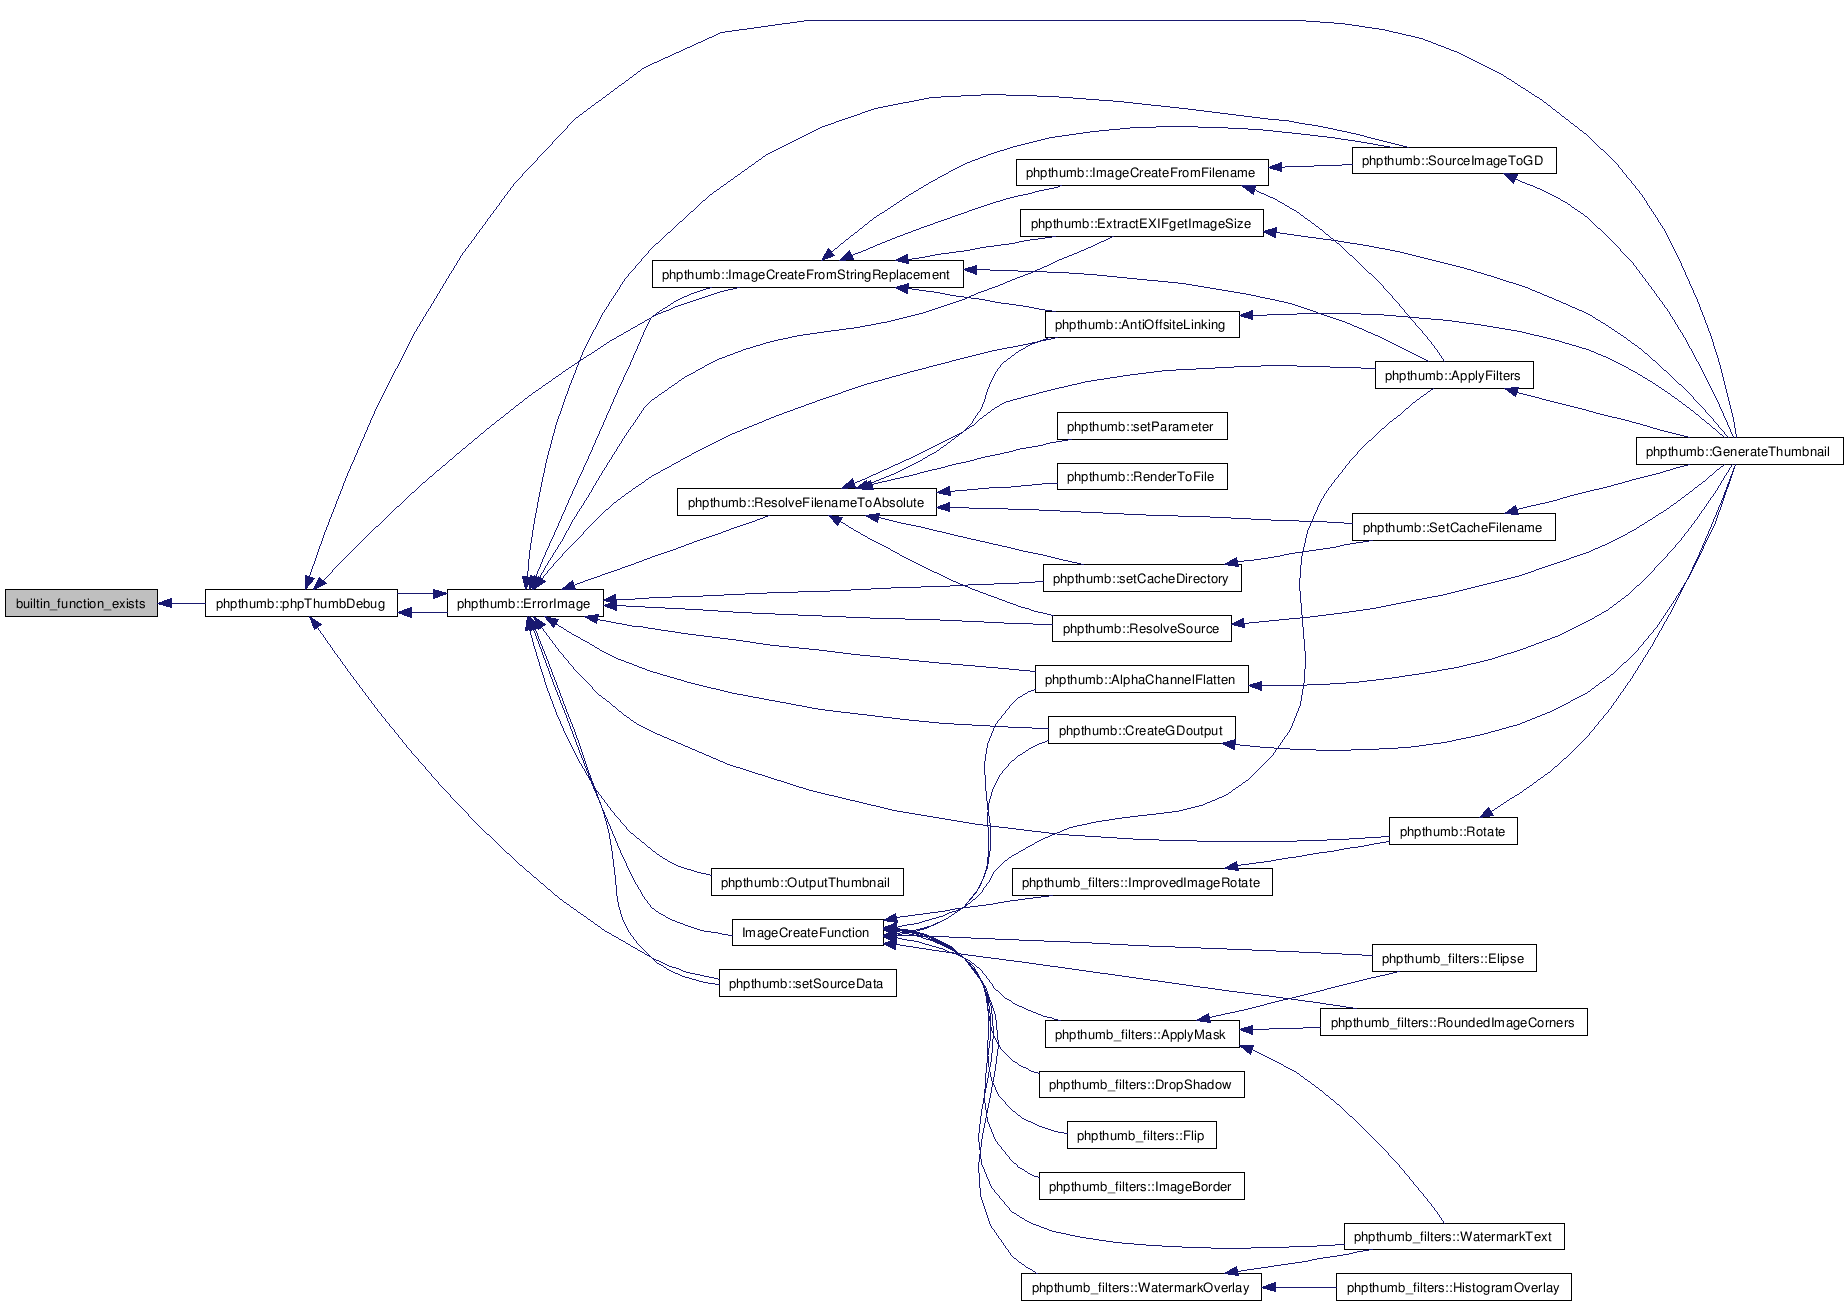 phpthumb::SourceImageToGD
phpthumb::ImageCreateFromFilename
phpthumb::ExtractEXIFgetImageSize
phpthumb::ImageCreateFromStringReplacement
phpthumb::AntiOffsiteLinking
phpthumb::ApplyFilters
phpthumb::setParameter
phpthumb::GenerateThumbnail
phpthumb::RenderToFile
phpthumb::ResolveFilenameToAbsolute
phpthumb::SetCacheFilename
phpthumb::setCacheDirectory
builtin_function_exists
phpthumb::phpThumbDebug
phpthumb::ErrorImage
phpthumb::ResolveSource
phpthumb::AlphaChannelFlatten
phpthumb::CreateGDoutput
phpthumb::Rotate
phpthumb::OutputThumbnail
phpthumb_filters::ImprovedImageRotate
ImageCreateFunction
phpthumb_filters::Elipse
phpthumb::setSourceData
phpthumb_filters::RoundedImageCorners
phpthumb_filters::ApplyMask
phpthumb_filters::DropShadow
phpthumb_filters::Flip
phpthumb_filters::ImageBorder
phpthumb_filters::WatermarkText
phpthumb_filters::WatermarkOverlay
phpthumb_filters::HistogramOverlay